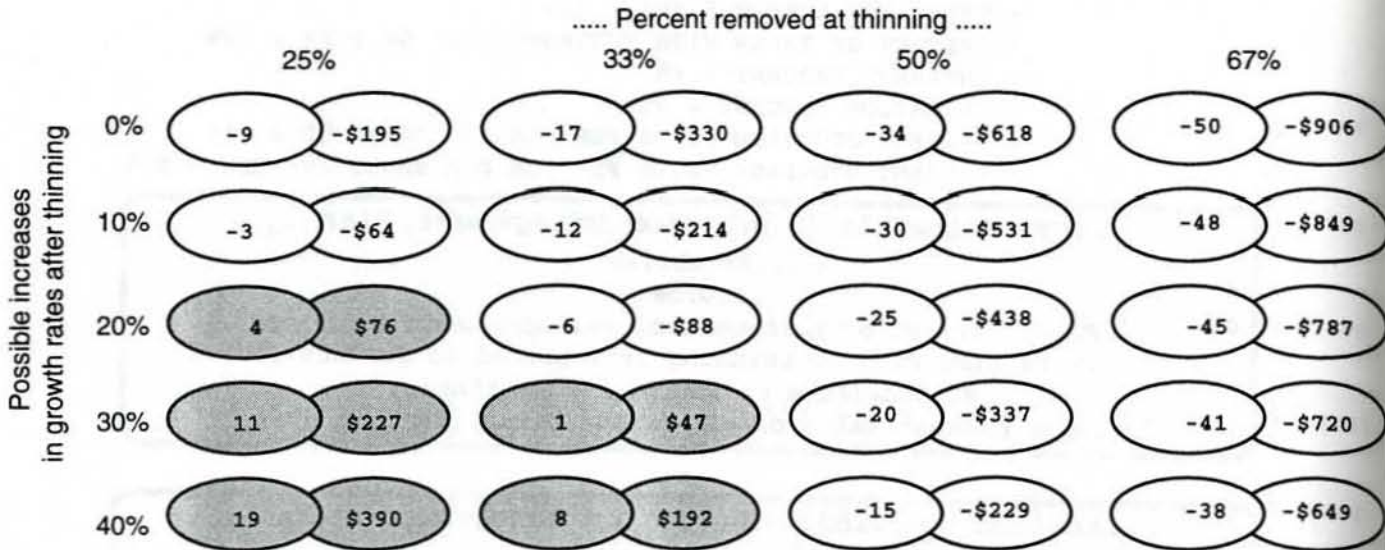 ..... Percent removed at thinning .....
25% 33% 50% 67%
Possible increases
in growth rates after thinning
0% -9 -$195 -17 -$330 -34 -$618 -50 -$906
10% -3 -$64 -12 -$214 -30 -$531 -48 -$849
20% 4 $76 -6 -$88 -25 -$438 -45 -$787
30% 11 $227 1 $47 -20 -$337 -41 -$720
40% 19 $390 8 $192 -15 -$229 -38 -$649